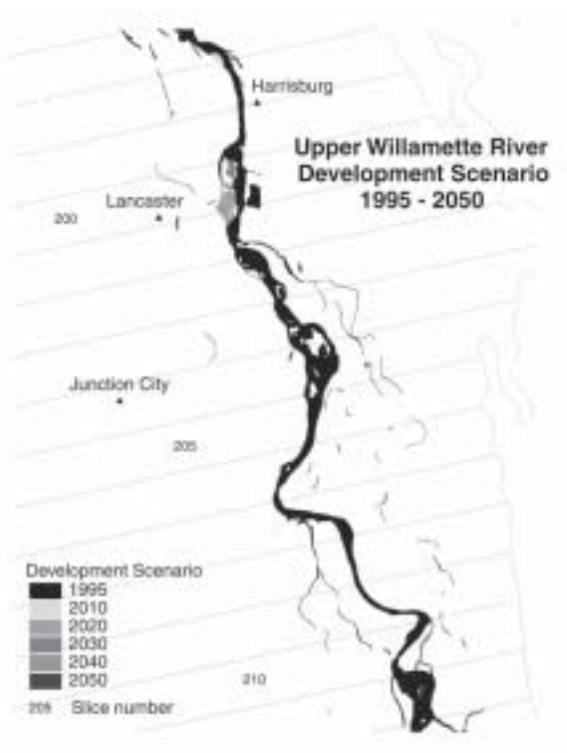 Harrisburg
Upper Willamette River
Development Scenario
1995 - 2050
Lancaster
200
Junction City
205
Development Scenario
1995
2010
2020
2030
2040
2050
210
205 Slice number